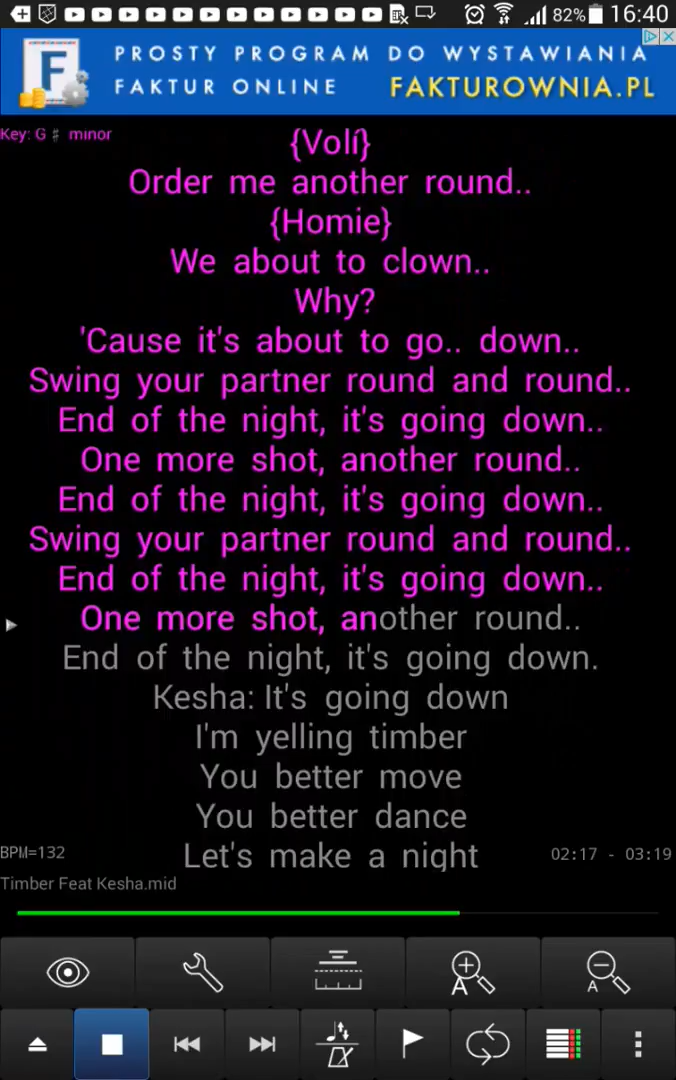 82% 16:40
PROSTY PROGRAM DO WYSTAWIANIA
FAKTUR ONLINE FAKTUROWNIA.PL
F
Key: G ♯ minor
{Volí}
Order me another round..
{Homie}
We about to clown..
Why?
'Cause it's about to go.. down..
Swing your partner round and round..
End of the night, it's going down..
One more shot, another round..
End of the night, it's going down..
Swing your partner round and round..
End of the night, it's going down..
One more shot, another round..
End of the night, it's going down.
Kesha: It's going down
I'm yelling timber
You better move
You better dance
Let's make a night
BPM=132
02:17 - 03:19
Timber Feat Kesha.mid
A
A